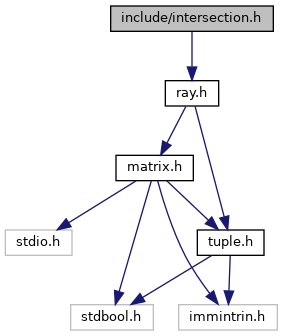 include/intersection.h
ray.h
matrix.h
stdio.h
tuple.h
stdbool.h
immintrin.h